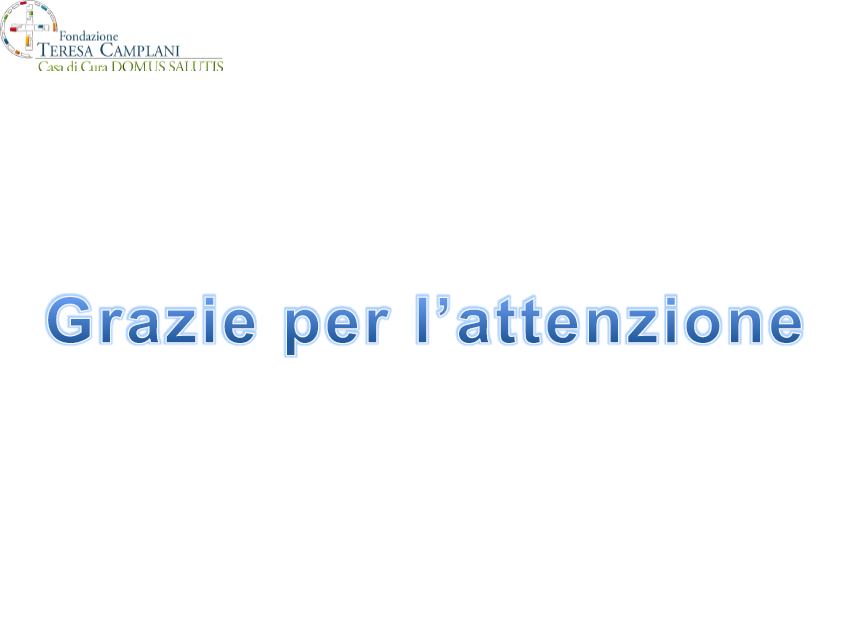 Fondazione
TERESA CAMPLANI
Casa di Cura DOMUS SALUTIS
Grazie per l’attenzione